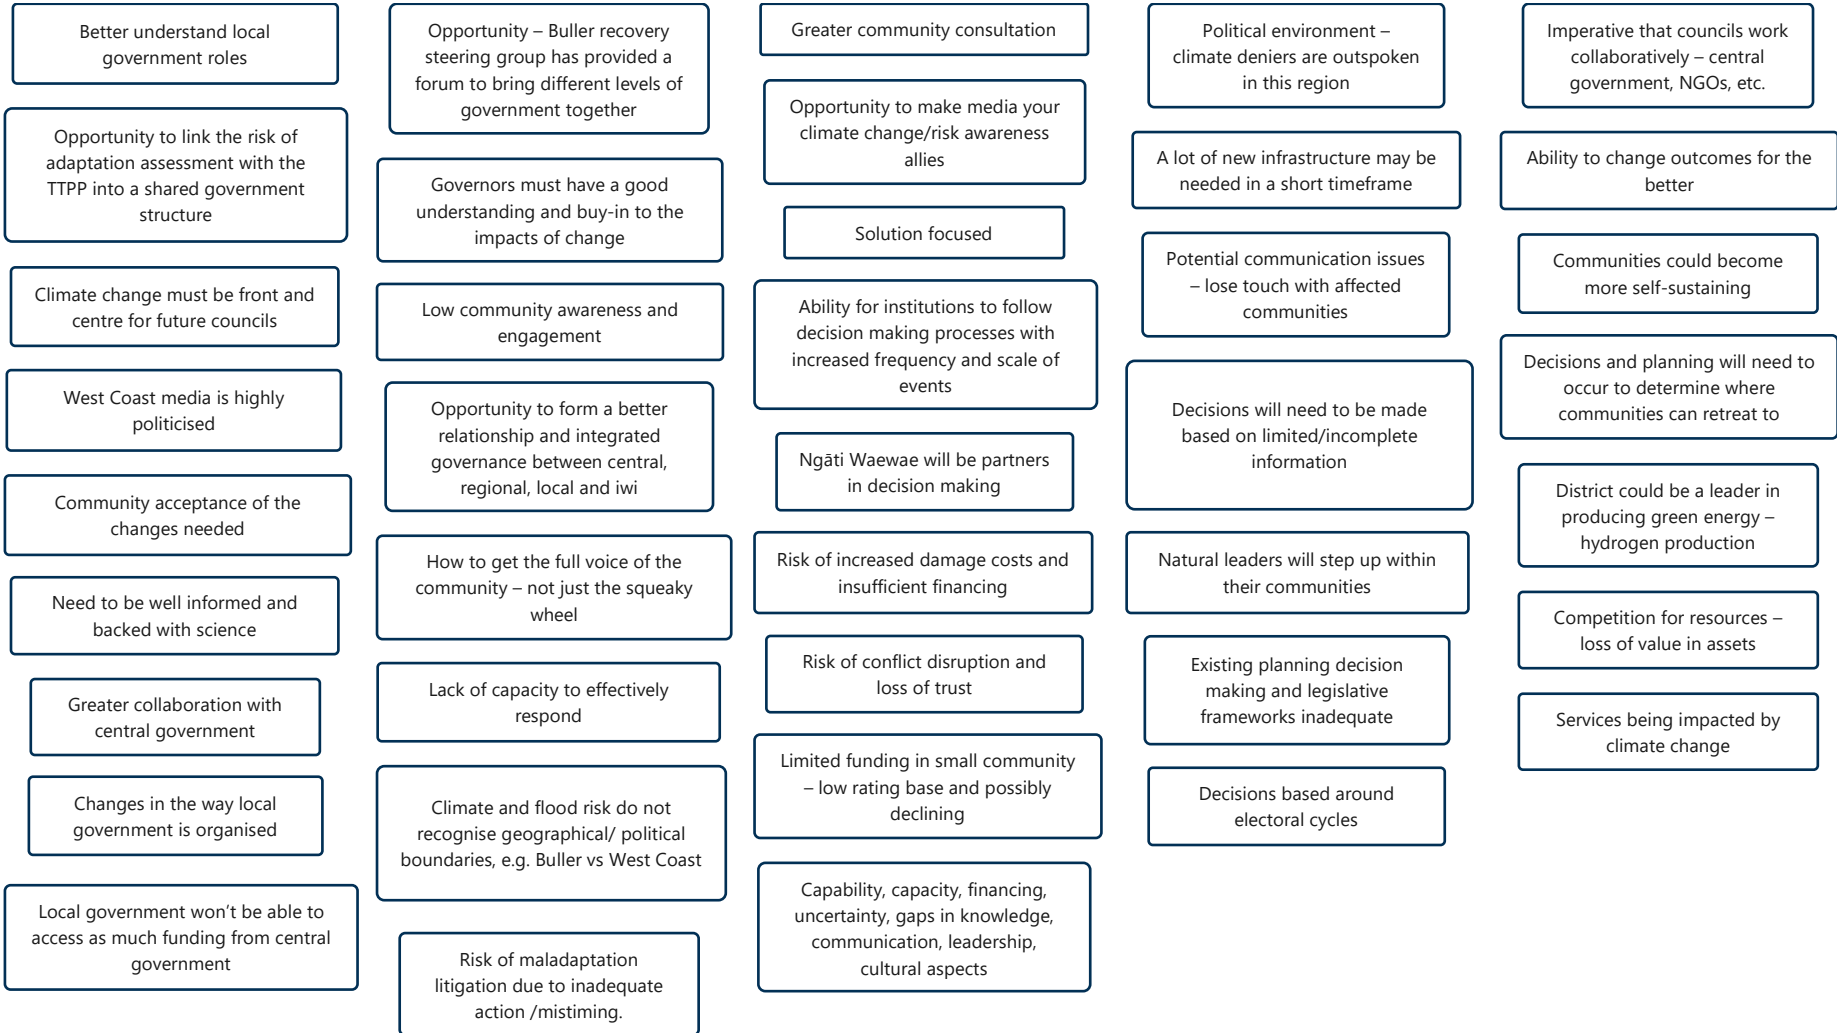 Better understand local
government roles
Opportunity to link the risk of
adaptation assessment with the
TTPP into a shared government
structure
Climate change must be front and
centre for future councils
West Coast media is highly
politicised
Community acceptance of the
changes needed
Need to be well informed and
backed with science
Greater collaboration with
central government
Changes in the way local
government is organised
Local government won’t be able to
access as much funding from central
government
Opportunity – Buller recovery
steering group has provided a
forum to bring different levels of
government together
Governors must have a good
understanding and buy-in to the
impacts of change
Low community awareness and
engagement
Opportunity to form a better
relationship and integrated
governance between central,
regional, local and iwi
How to get the full voice of the
community – not just the squeaky
wheel
Lack of capacity to effectively
respond
Climate and flood risk do not
recognise geographical/ political
boundaries, e.g. Buller vs West Coast
Risk of maladaptation
litigation due to inadequate
action /mistiming.
Greater community consultation
Opportunity to make media your
climate change/risk awareness
allies
Solution focused
Ability for institutions to follow
decision making processes with
increased frequency and scale of
events
Ngāti Waewae will be partners
in decision making
Risk of increased damage costs and
insufficient financing
Risk of conflict disruption and
loss of trust
Limited funding in small community
– low rating base and possibly
declining
Capability, capacity, financing,
uncertainty, gaps in knowledge,
communication, leadership,
cultural aspects
Political environment –
climate deniers are outspoken
in this region
A lot of new infrastructure may be
needed in a short timeframe
Potential communication issues
– lose touch with affected
communities
Decisions will need to be made
based on limited/incomplete
information
Natural leaders will step up within
their communities
Existing planning decision
making and legislative
frameworks inadequate
Decisions based around
electoral cycles
Imperative that councils work
collaboratively – central
government, NGOs, etc.
Ability to change outcomes for the
better
Communities could become
more self-sustaining
Decisions and planning will need to
occur to determine where
communities can retreat to
District could be a leader in
producing green energy –
hydrogen production
Competition for resources –
loss of value in assets
Services being impacted by
climate change